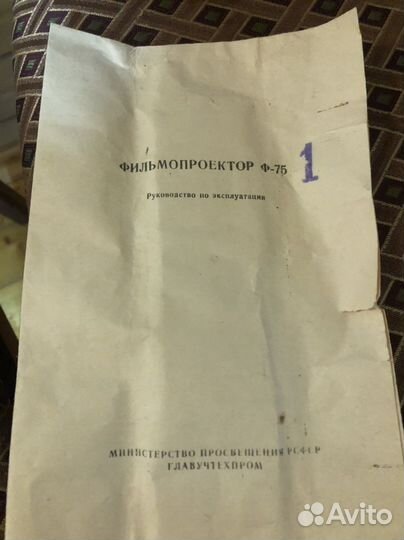 ФИЛЬМОПРОЕКТОР Ф-75
1
Руководство по эксплуатации
МИНИСТЕРСТВО ПРОСВЕЩЕНИЯ РСФСР
ГЛАВУЧТЕХПРОМ
Avito